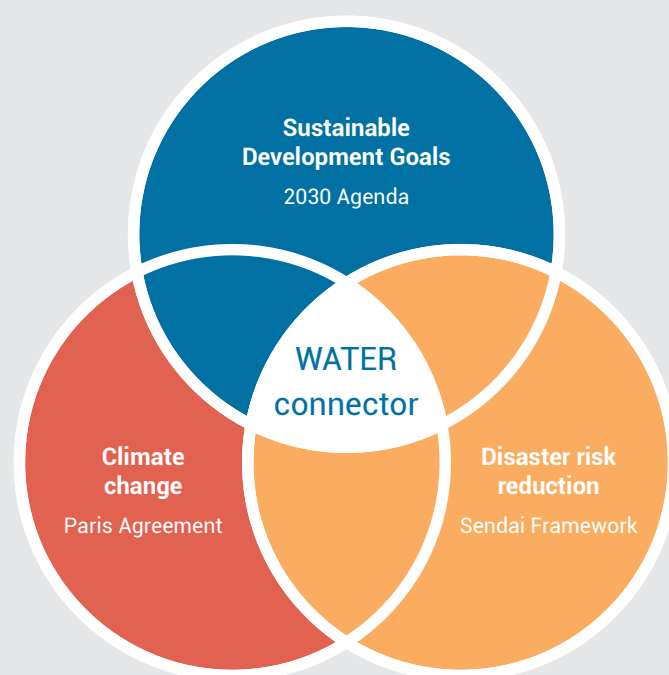 Sustainable
Development Goals
2030 Agenda
WATER
connector
Climate
change
Paris Agreement
Disaster risk
reduction
Sendai Framework